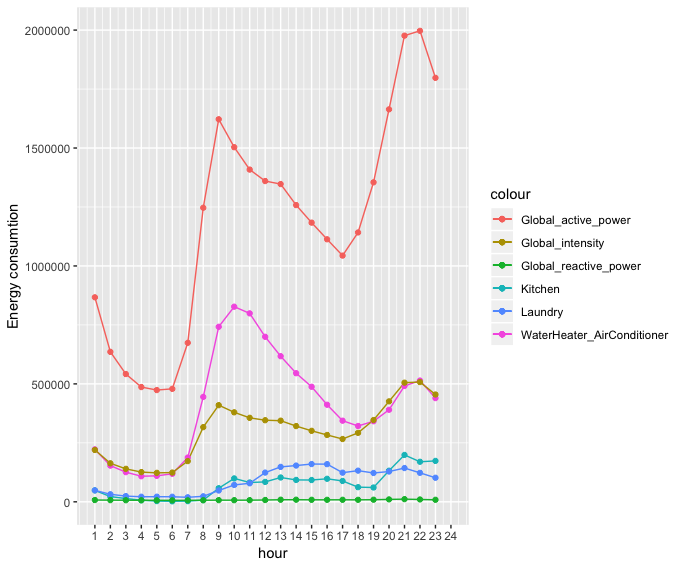 2000000
1500000
1000000
500000
0
Energy consumtion
1 2 3 4 5 6 7 8 9 10 11 12 13 14 15 16 17 18 19 20 21 22 23 24
hour
colour
Global_active_power
Global_intensity
Global_reactive_power
Kitchen
Laundry
WaterHeater_AirConditioner